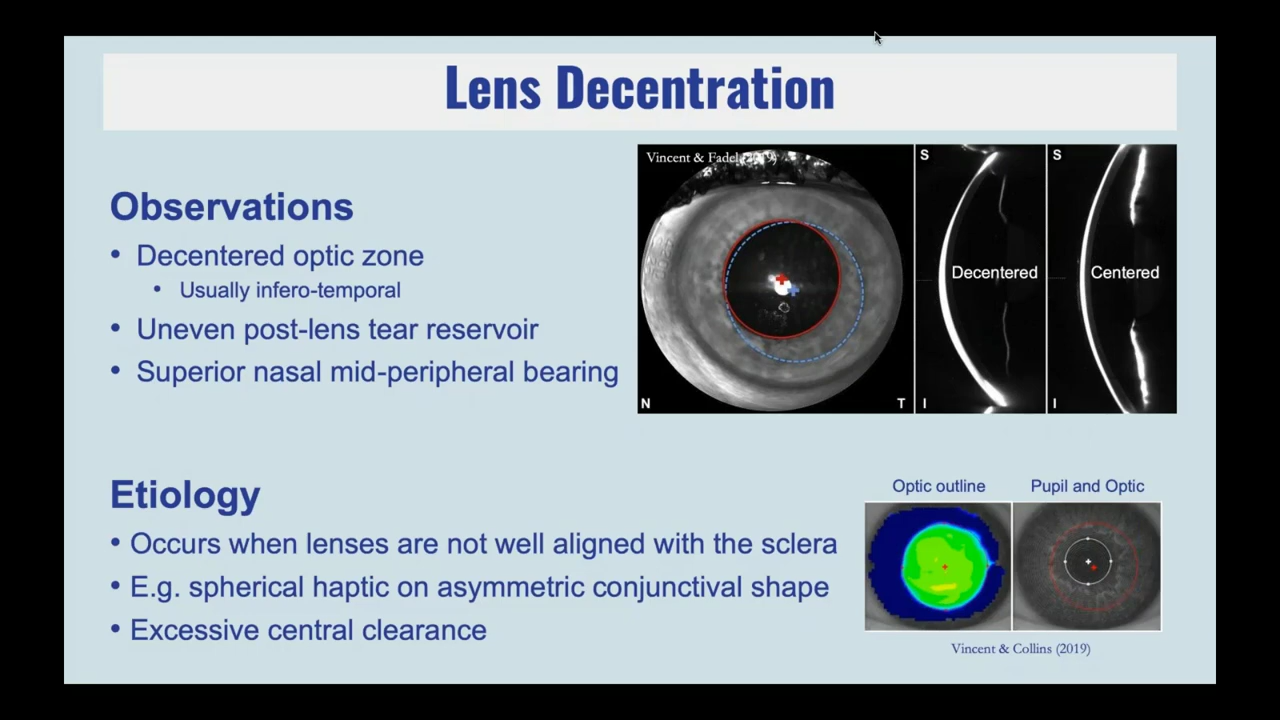 Lens Decentration
Vincent & Fadel (2019)
S
S
Observations
• Decentered optic zone
• Usually infero-temporal
• Uneven post-lens tear reservoir
• Superior nasal mid-peripheral bearing
Decentered
Centered
N
T
I
I
Etiology
• Occurs when lenses are not well aligned with the sclera
• E.g. spherical haptic on asymmetric conjunctival shape
• Excessive central clearance
Optic outline
Pupil and Optic
Vincent & Collins (2019)